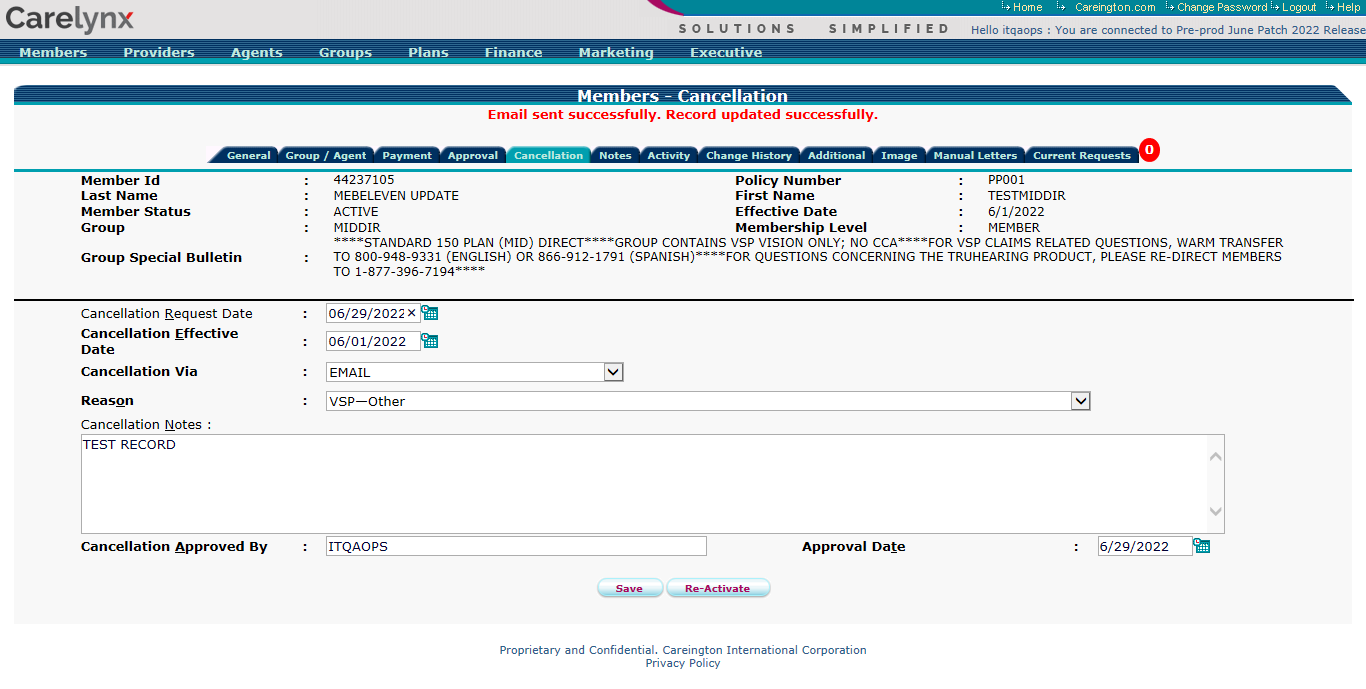 Carelynx
Home Careington.com Change Password Logout Help
SOLUTIONS SIMPLIFIED
Hello itqaops : You are connected to Pre-prod June Patch 2022 Release
Members Providers Agents Groups Plans Finance Marketing Executive
Members - Cancellation
Email sent successfully. Record updated successfully.
General Group / Agent Payment Approval Cancellation Notes Activity Change History Additional Image Manual Letters Current Requests 0
Member Id : 44237105 Policy Number : PP001
Last Name : MEBELEVEN UPDATE First Name : TESTMIDDIR
Member Status : ACTIVE Effective Date : 6/1/2022
Group : MIDDIR Membership Level : MEMBER
Group Special Bulletin : ****STANDARD 150 PLAN (MID) DIRECT****GROUP CONTAINS VSP VISION ONLY; NO CCA****FOR VSP CLAIMS RELATED QUESTIONS, WARM TRANSFER
TO 800-948-9331 (ENGLISH) OR 866-912-1791 (SPANISH)****FOR QUESTIONS CONCERNING THE TRUHEARING PRODUCT, PLEASE RE-DIRECT MEMBERS
TO 1-877-396-7194****
Cancellation Request Date : 06/29/2022
Cancellation Effective
Date : 06/01/2022
Cancellation Via : EMAIL
Reason : VSP—Other
Cancellation Notes :
TEST RECORD
Cancellation Approved By : ITQAOPS Approval Date : 6/29/2022
Save Re-Activate
Proprietary and Confidential. Careington International Corporation
Privacy Policy